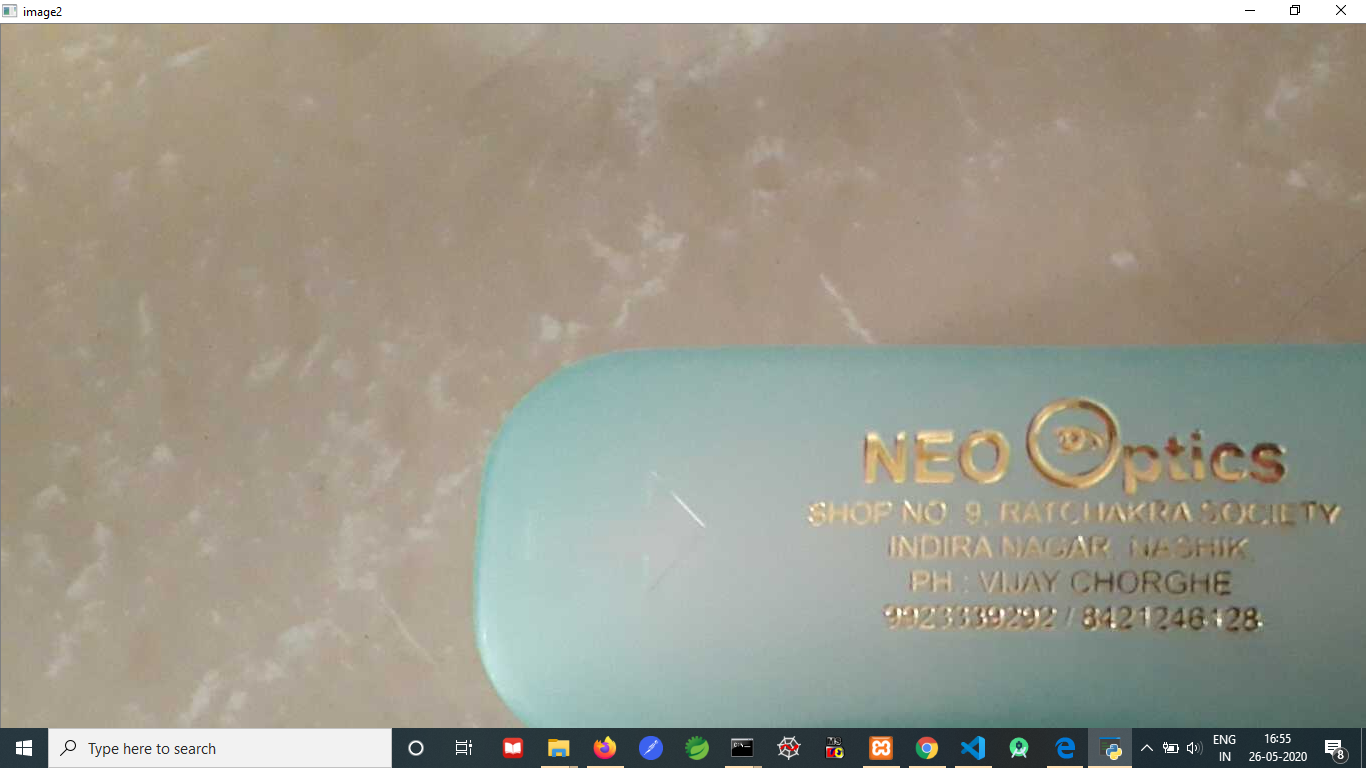 image2
NEO Optics
SHOP NO. 9, RATCHAKRA SOCIETY
INDIRA NAGAR, NASHIK
PH.: VIJAY CHORGHE
9923339292 / 8421246128
Type here to search
ENG
IN
16:55
26-05-2020
8